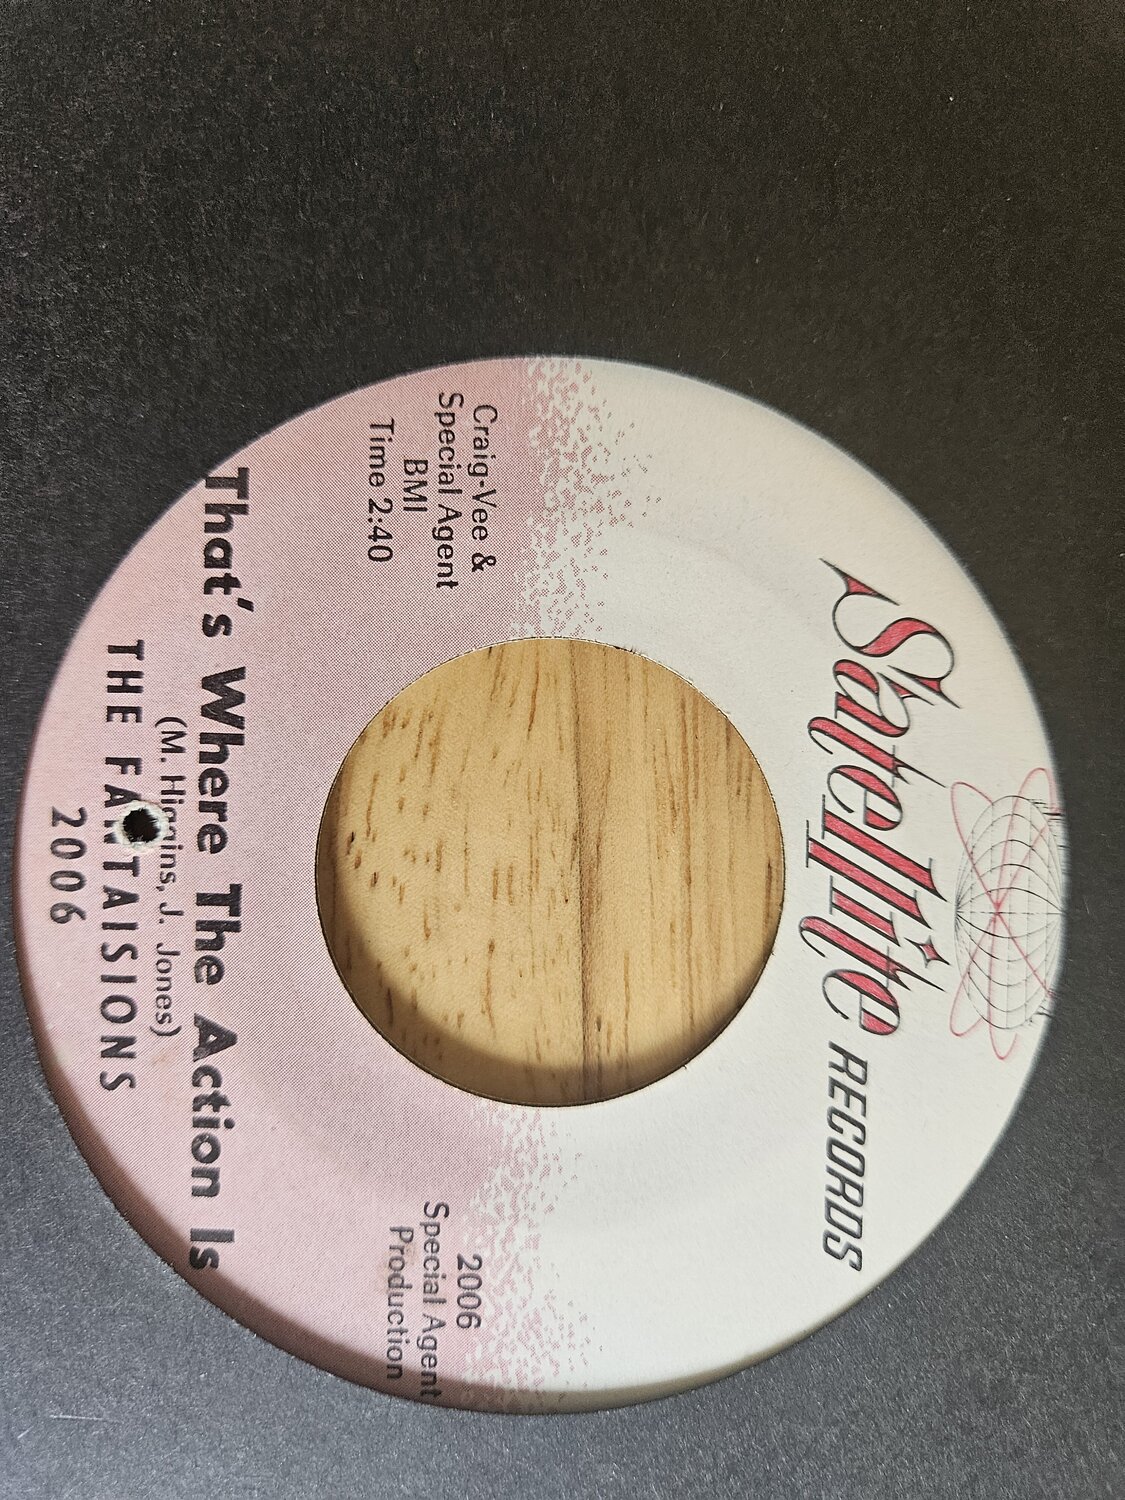 Satellite RECORDS
Craig-Vee &
Special Agent
BMI
Time 2:40
2006
Special Agent
Production
That's Where The Action Is
(M. Higgins, J. Jones)
THE FANTAISIONS
2006